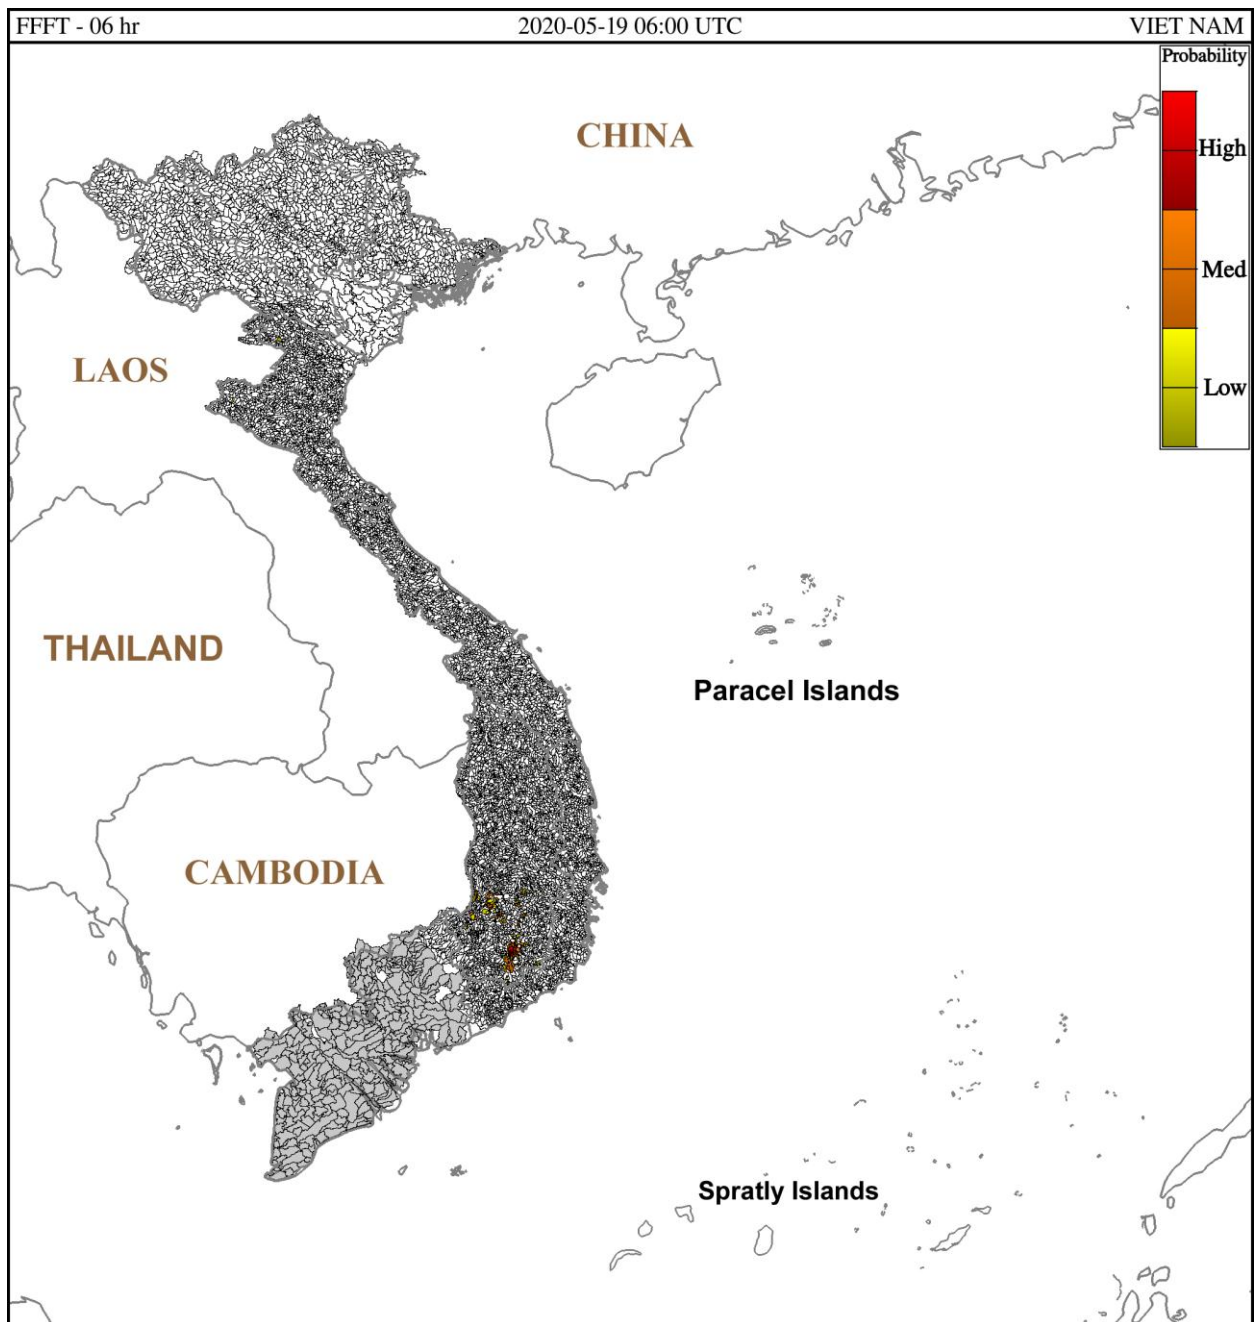 FFFT - 06 hr
2020-05-19 06:00 UTC
VIET NAM
Probability
CHINA
High
Med
LAOS
Low
THAILAND
Paracel Islands
CAMBODIA
Spratly Islands